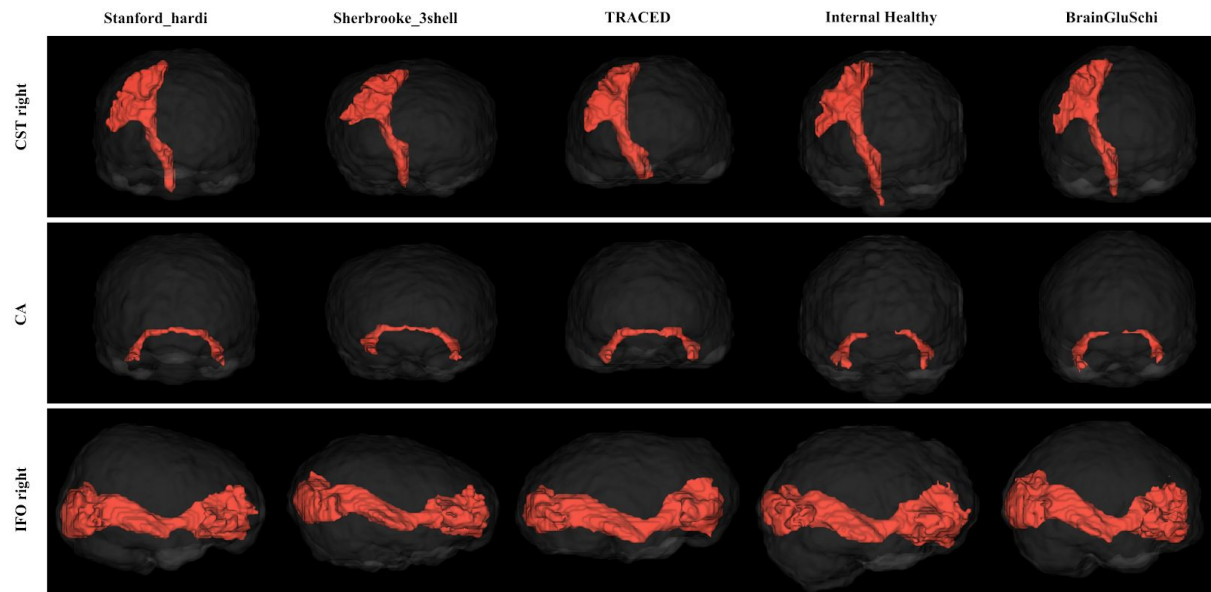 Stanford_hardi Sherbrooke_3shell TRACED Internal Healthy BrainGluSchi
CST right
CA
IFO right